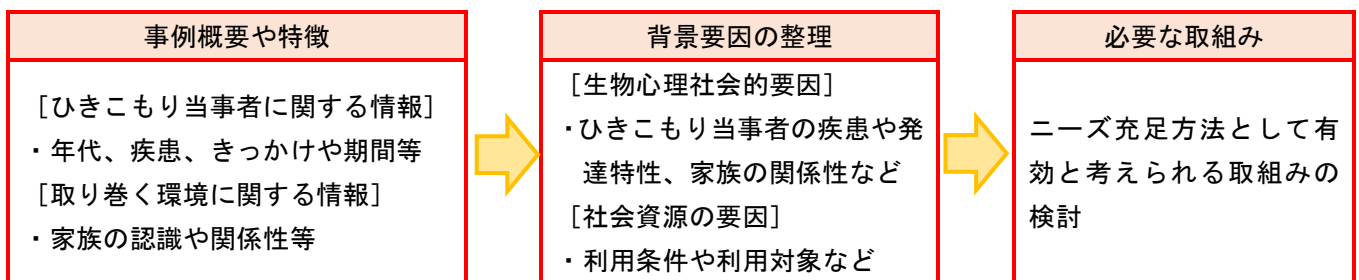 事例概要や特徴
［ひきこもり当事者に関する情報］
・年代、疾患、きっかけや期間等
［取り巻く環境に関する情報］
・家族の認識や関係性等
背景要因の整理
［生物心理社会的要因］
・ひきこもり当事者の疾患や発
達特性、家族の関係性など
［社会資源の要因］
・利用条件や利用対象など
必要な取組み
ニーズ充足方法として有
効と考えられる取組みの
検討